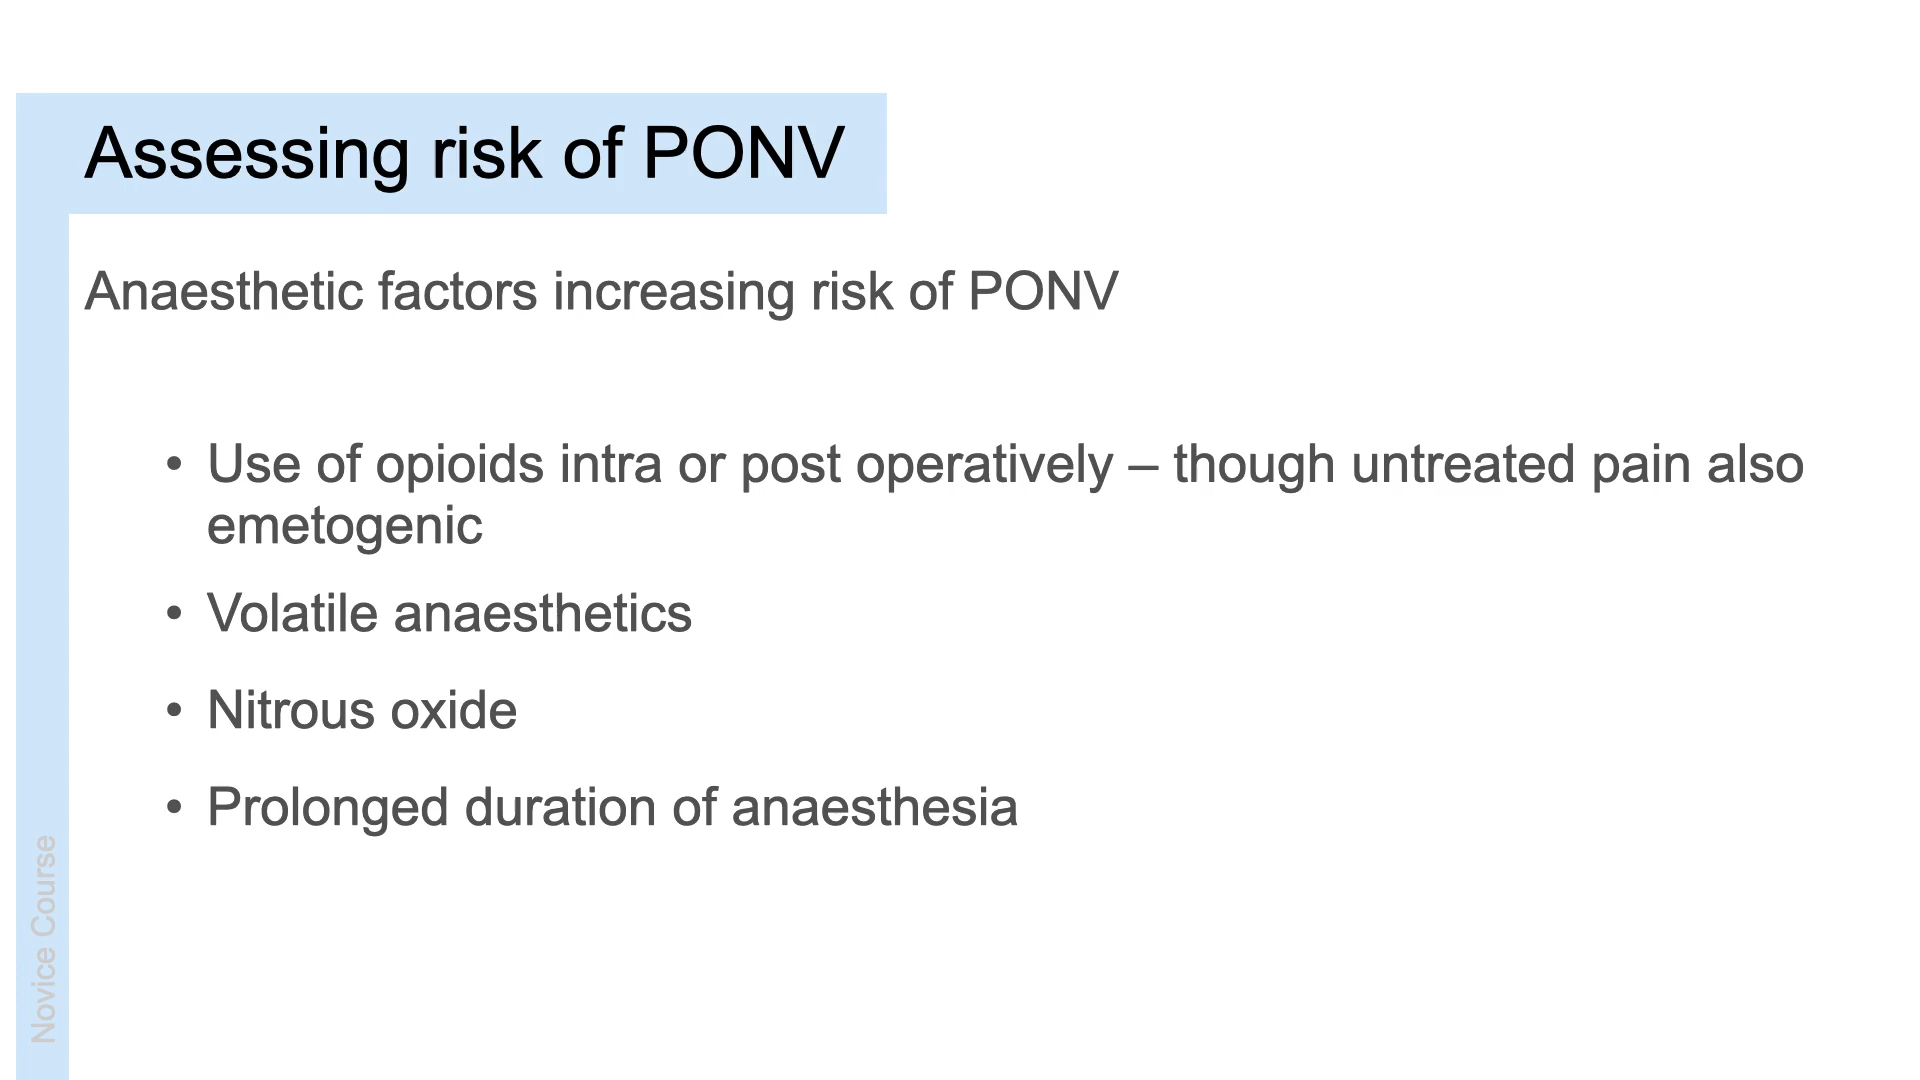 Assessing risk of PONV
Anaesthetic factors increasing risk of PONV
• Use of opioids intra or post operatively – though untreated pain also
emetogenic
• Volatile anaesthetics
• Nitrous oxide
• Prolonged duration of anaesthesia
Novice Course